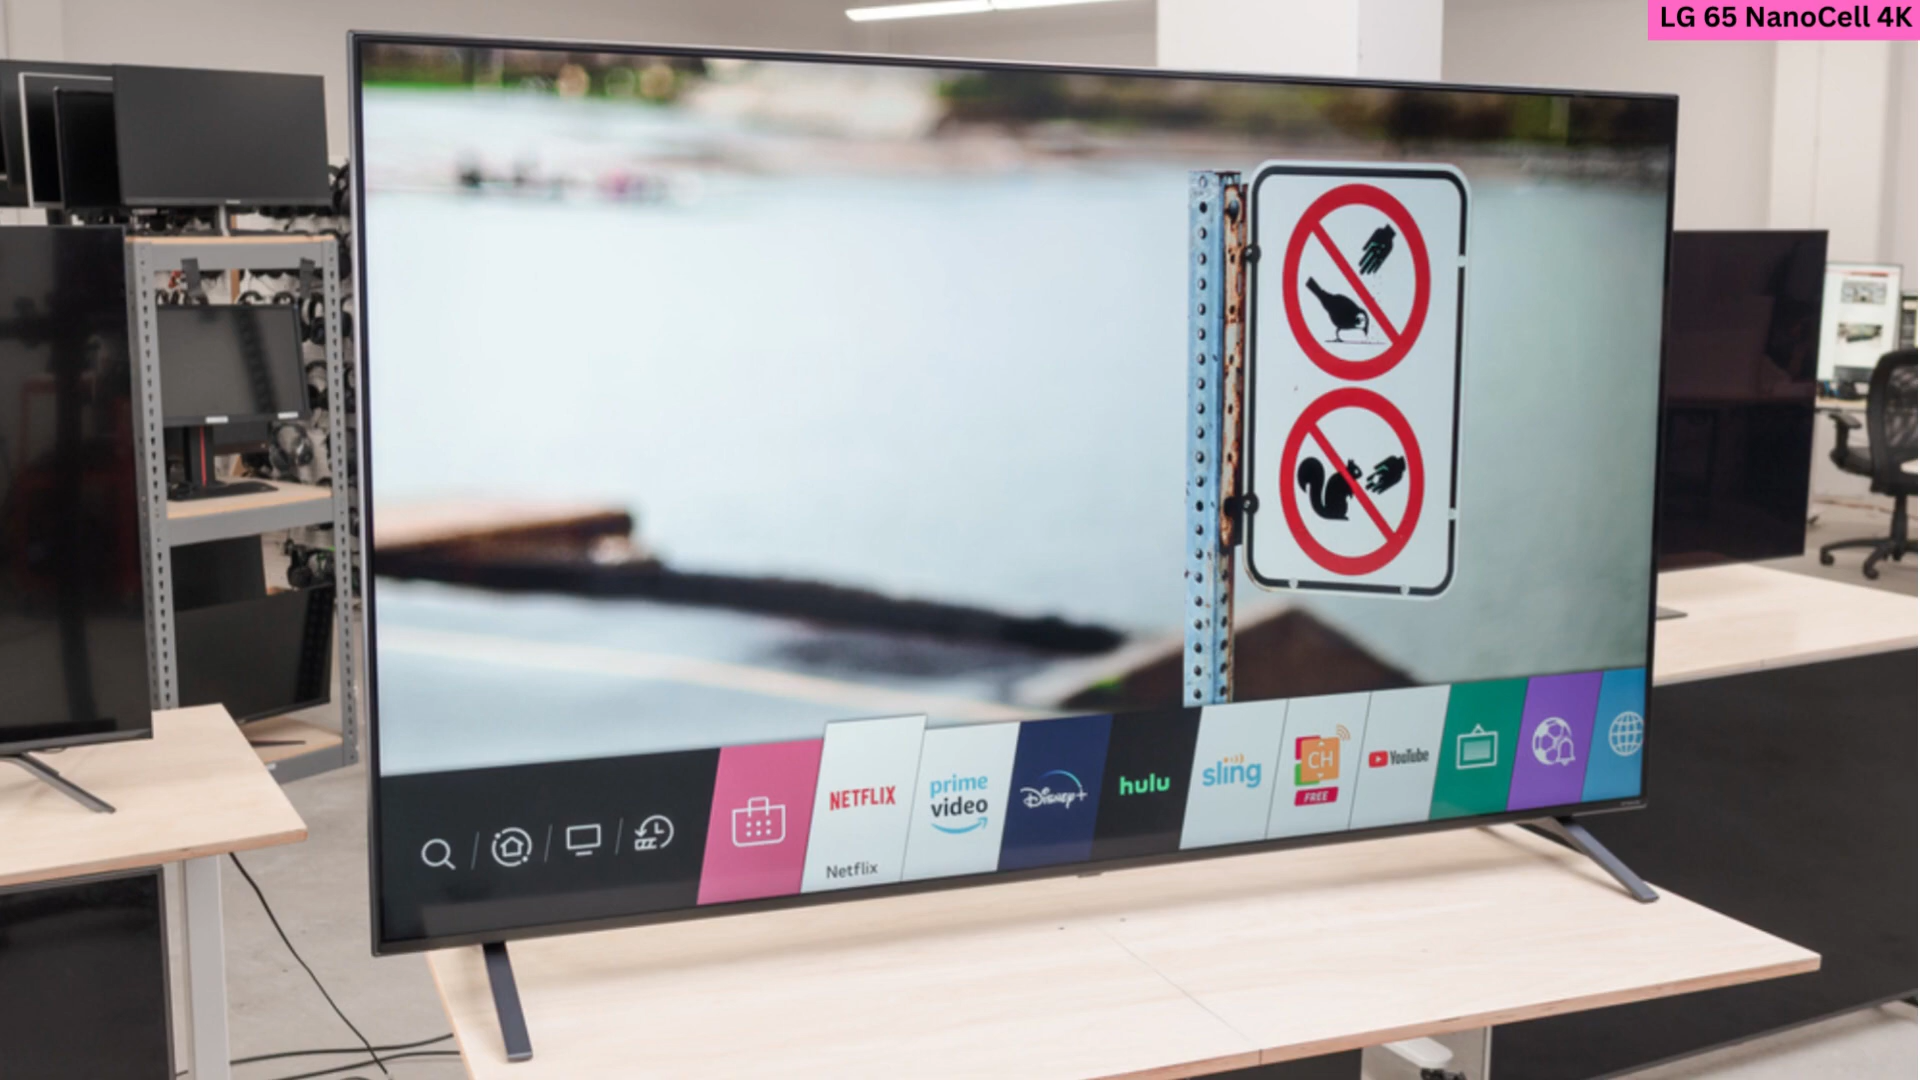 LG 65 NanoCell 4K
NETFLIX
Netflix
prime
video
Disney+
hulu
sling
CH
FREE
YouTube